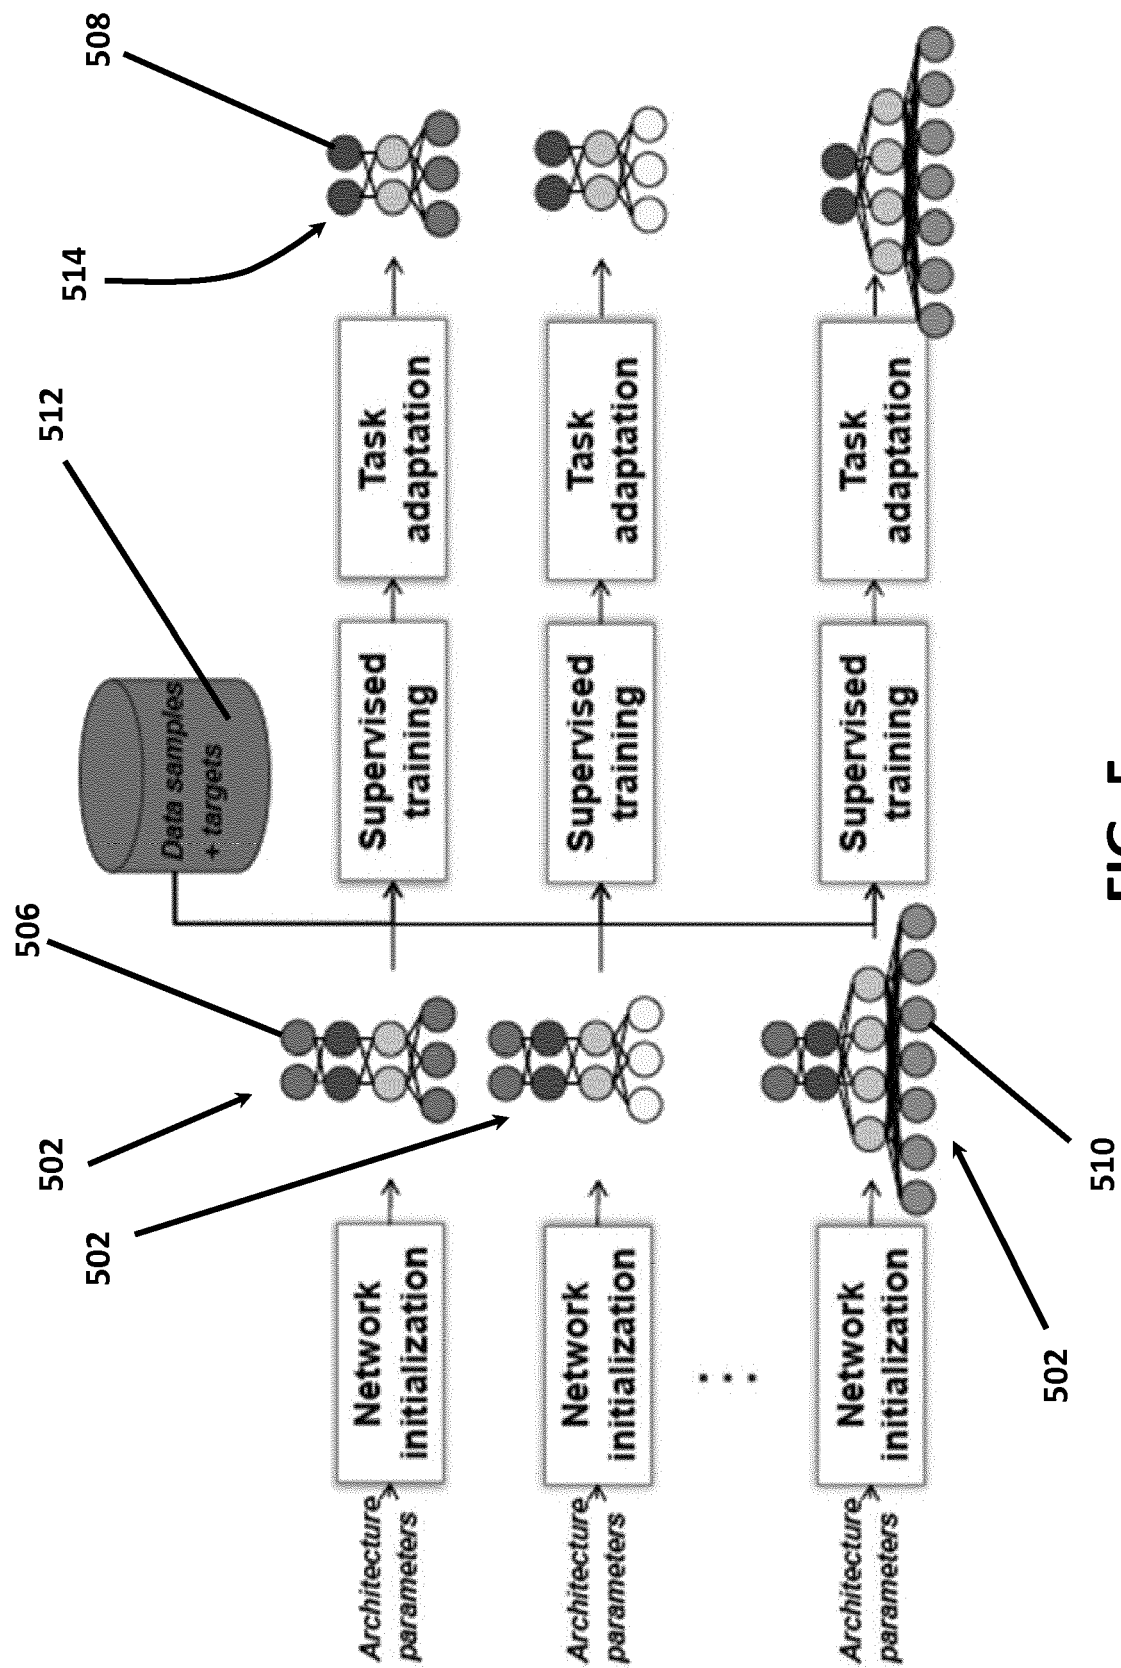 506
502
512
514
508
502
Data samples
+ targets
Architecture
parameters
Network
initialization
Supervised
training
Task
adaptation
Architecture
parameters
Network
initialization
Supervised
training
Task
adaptation
...
Architecture
parameters
Network
initialization
Supervised
training
Task
adaptation
502
510
FIG.